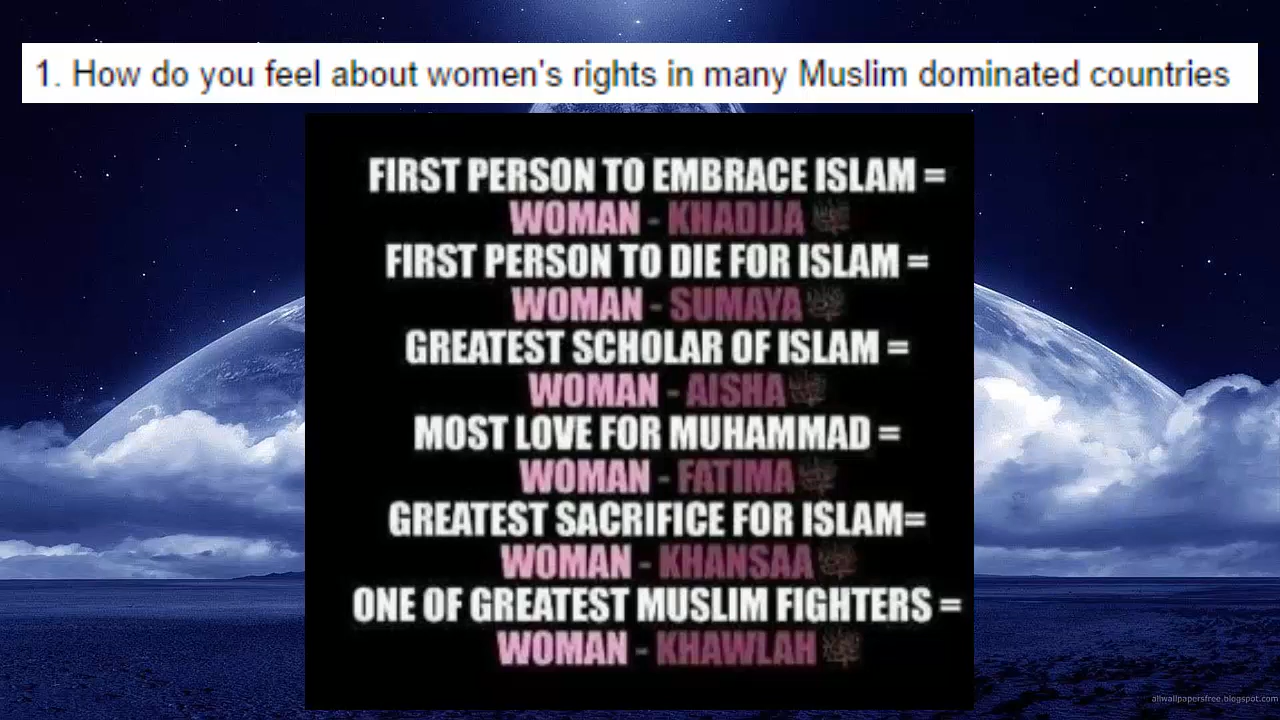 1. How do you feel about women's rights in many Muslim dominated countries
FIRST PERSON TO EMBRACE ISLAM =
WOMAN - KHADIJA
FIRST PERSON TO DIE FOR ISLAM =
WOMAN - SUMAYA
GREATEST SCHOLAR OF ISLAM =
WOMAN - AISHA
MOST LOVE FOR MUHAMMAD =
WOMAN - FATIMA
GREATEST SACRIFICE FOR ISLAM=
WOMAN - KHANSAA
ONE OF GREATEST MUSLIM FIGHTERS =
WOMAN - KHAWLAH
allwallpapersfree.blogspot.com